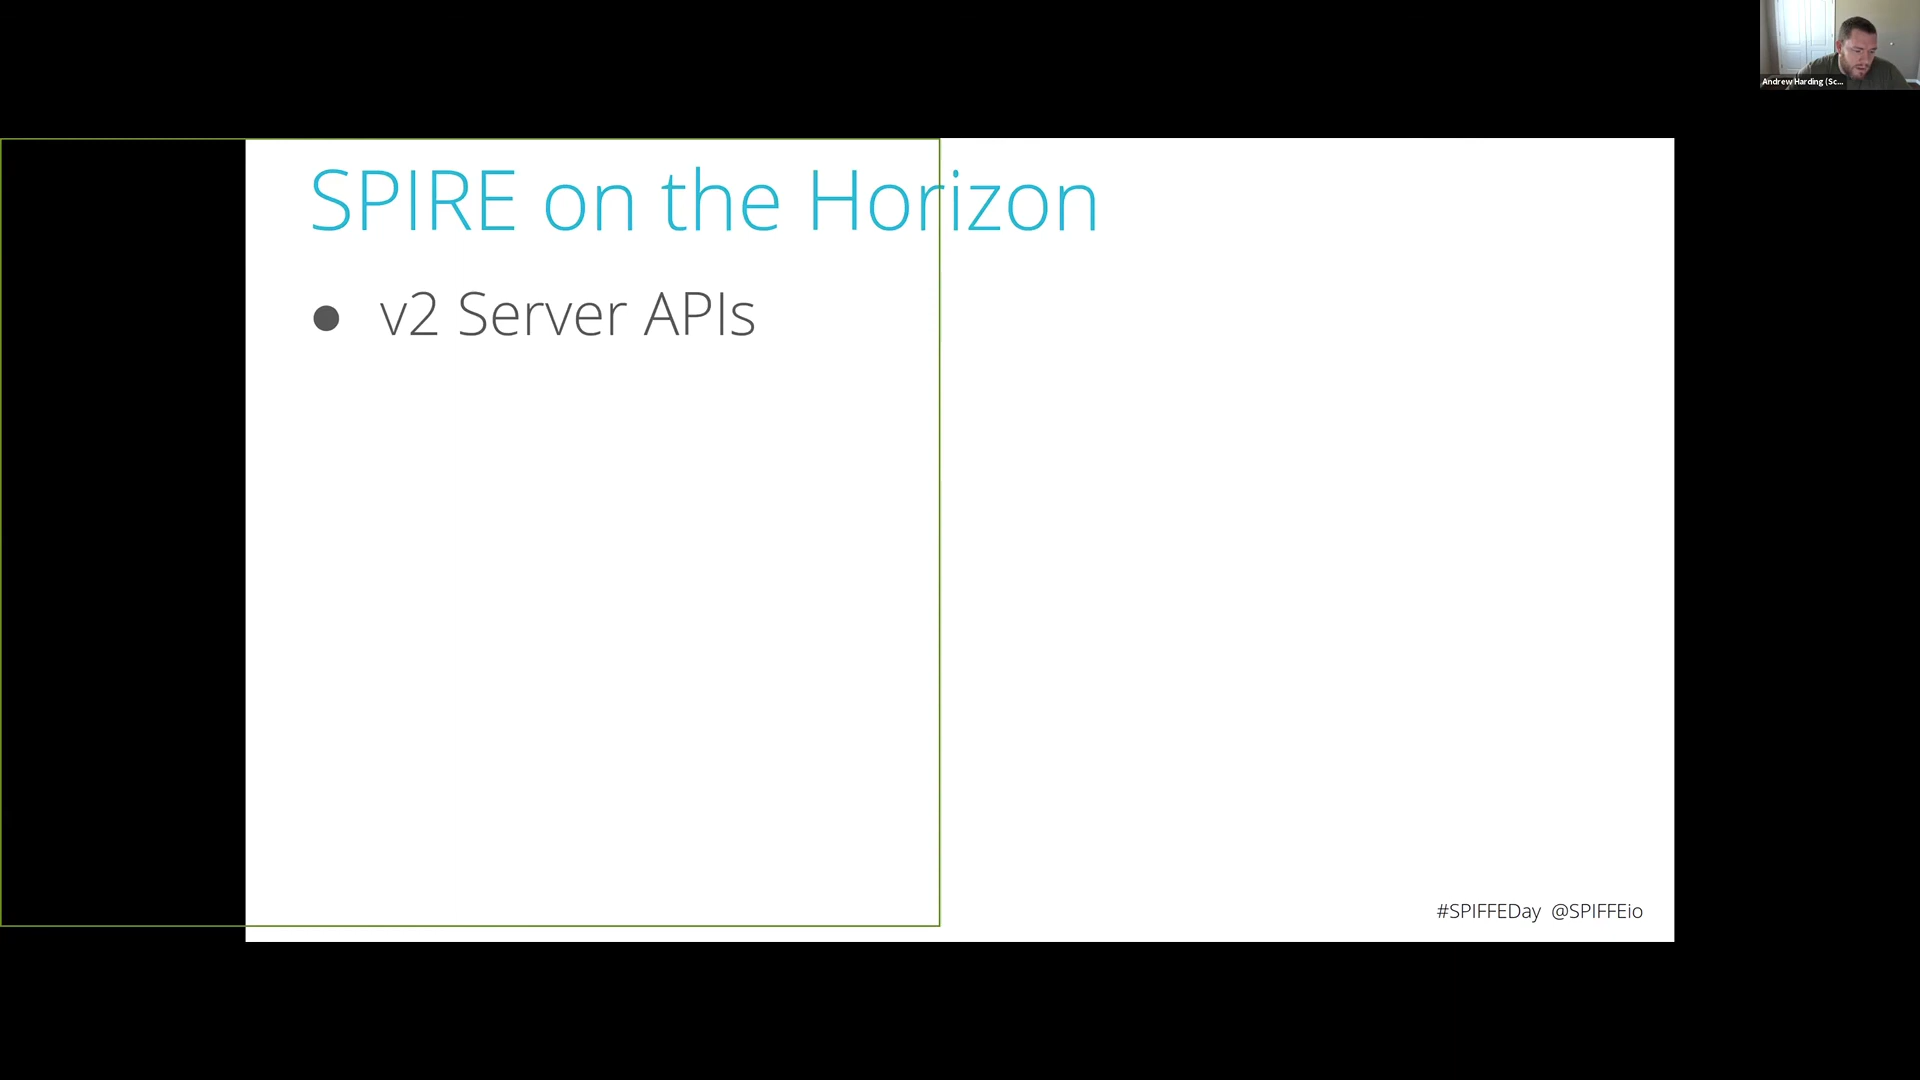 Andrew Harding (Sc...
SPIRE on the Horizon
● v2 Server APIs
#SPIFFEDay @SPIFFEio